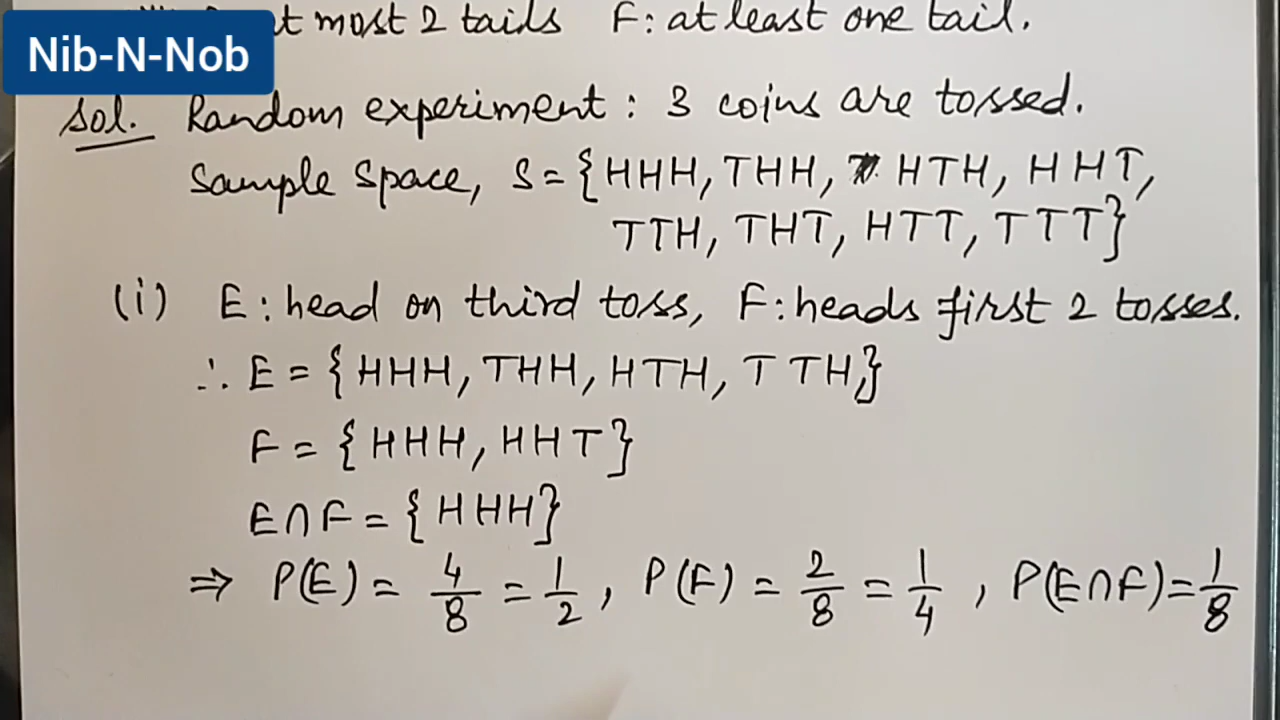 at most 2 tails F: at least one tail.
Nib-N-Nob
Sol. Random experiment : 3 coins are tossed.
Sample space, S = {HHH, THH, HTH, HHT,
TTH, THT, HTT, TTT}
(i) E : head on third toss, F : heads first 2 tosses.
∴ E = {HHH, THH, HTH, TTH,}
F = {HHH, HHT}
E∩F = {HHH}
⇒ P(E) = 4/8 = 1/2, P(F) = 2/8 = 1/4, P(E∩F) = 1/8